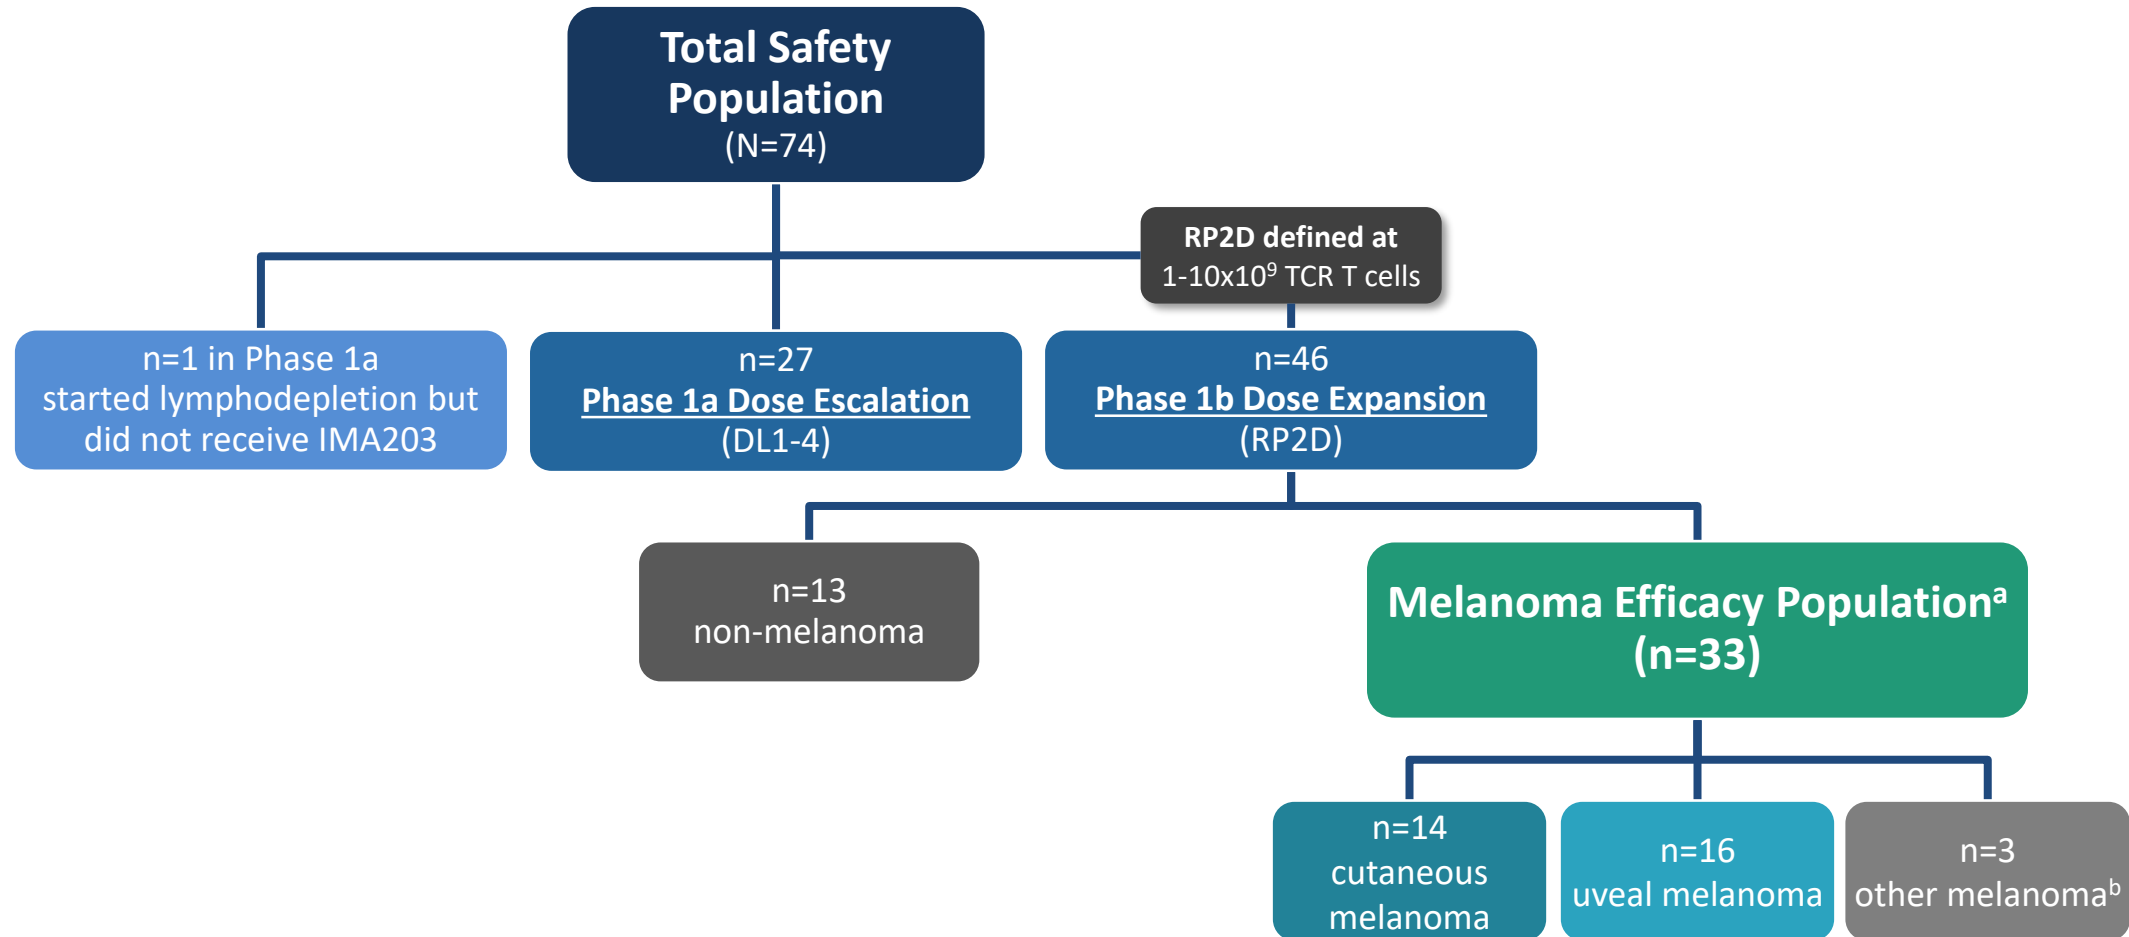 Total Safety
Population
(N=74)
RP2D defined at
1-10x10⁹ TCR T cells
n=1 in Phase 1a
started lymphodepletion but
did not receive IMA203
n=27
Phase 1a Dose Escalation
(DL1-4)
n=46
Phase 1b Dose Expansion
(RP2D)
n=13
non-melanoma
Melanoma Efficacy Populationᵃ
(n=33)
n=14
cutaneous
melanoma
n=16
uveal melanoma
n=3
other melanomaᵇ